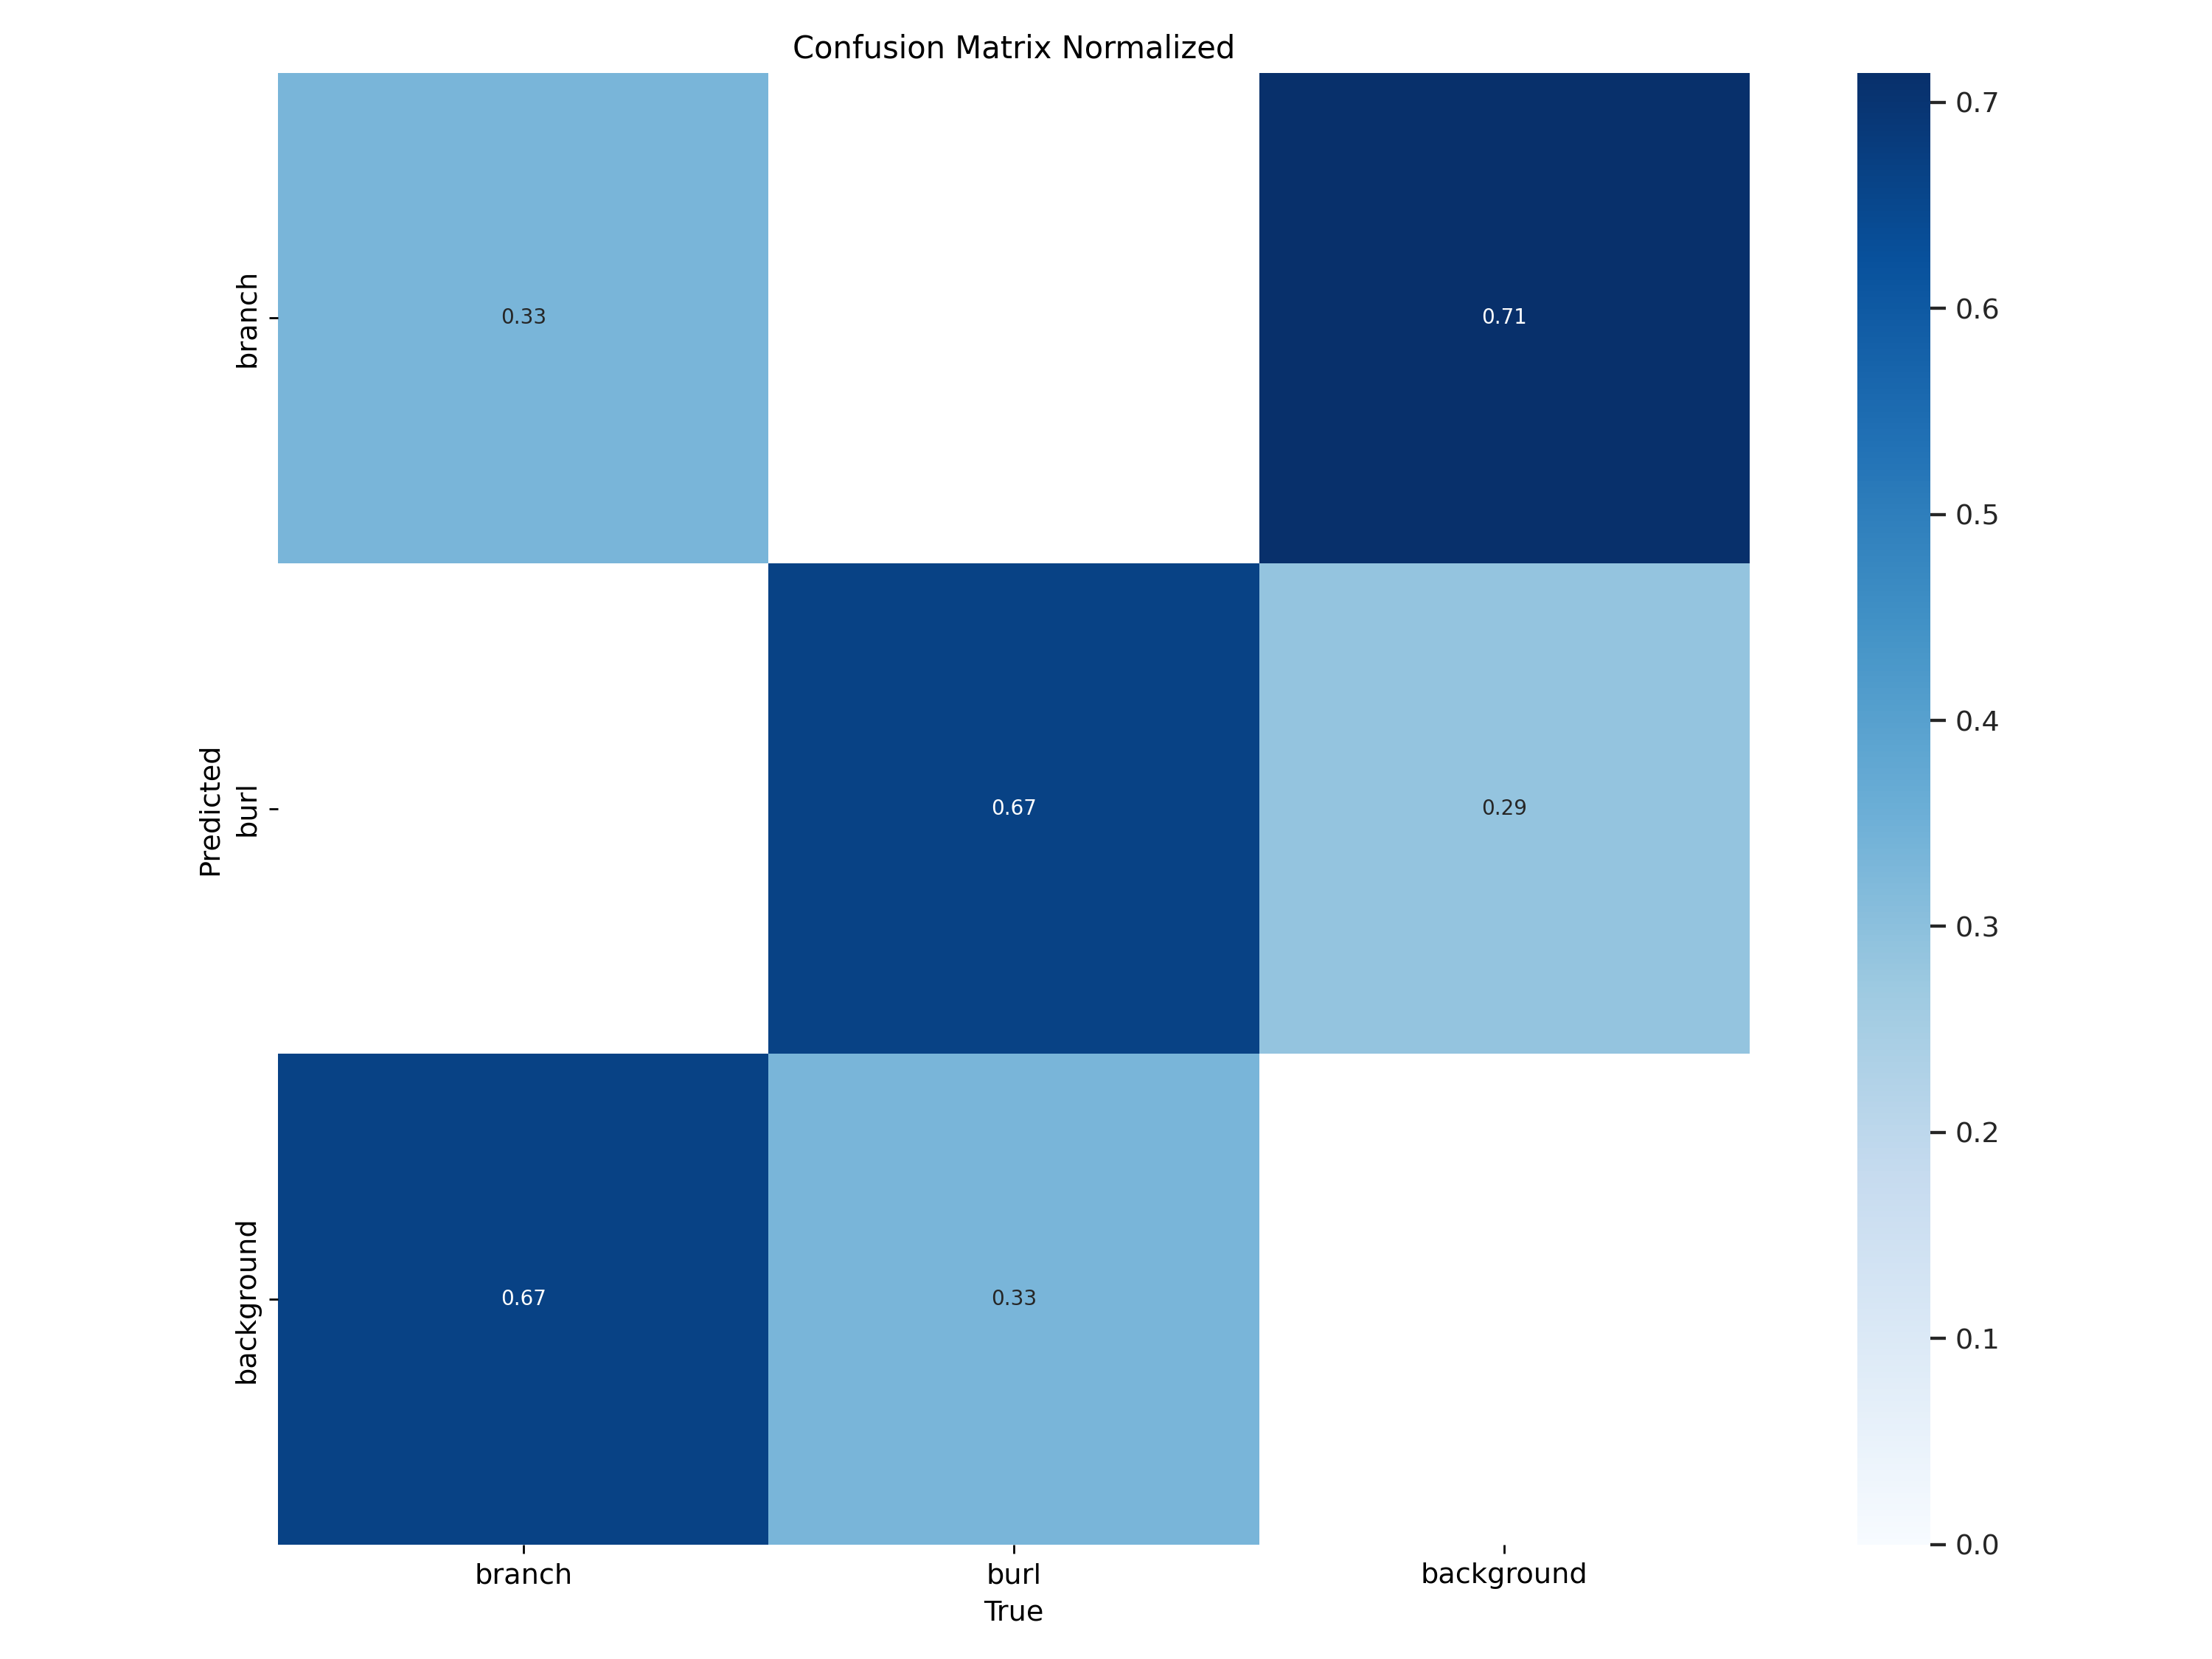 Confusion Matrix Normalized
branch
0.33
0.71
burl
0.67
0.29
background
0.67
0.33
Predicted
branch
burl
background
True
0.7
0.6
0.5
0.4
0.3
0.2
0.1
0.0